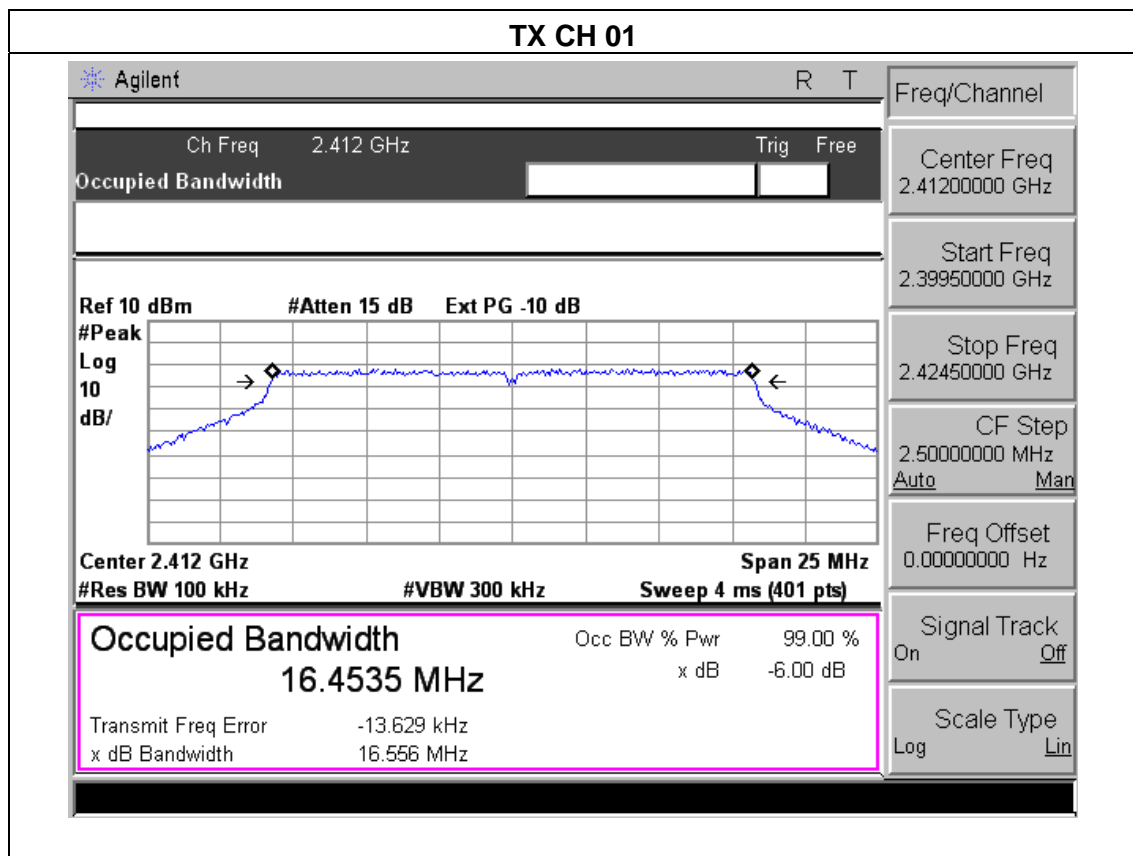 TX CH 01
Agilent R T
Ch Freq 2.412 GHz Trig Free
Occupied Bandwidth
Ref 10 dBm #Atten 15 dB Ext PG -10 dB
#Peak
Log
10
dB/
Center 2.412 GHz Span 25 MHz
#Res BW 100 kHz #VBW 300 kHz Sweep 4 ms (401 pts)
Occupied Bandwidth Occ BW % Pwr 99.00 %
16.4535 MHz x dB -6.00 dB
Transmit Freq Error -13.629 kHz
x dB Bandwidth 16.556 MHz
Freq/Channel
Center Freq
2.41200000 GHz
Start Freq
2.39950000 GHz
Stop Freq
2.42450000 GHz
CF Step
2.50000000 MHz
Auto Man
Freq Offset
0.00000000 Hz
Signal Track
On Off
Scale Type
Log Lin